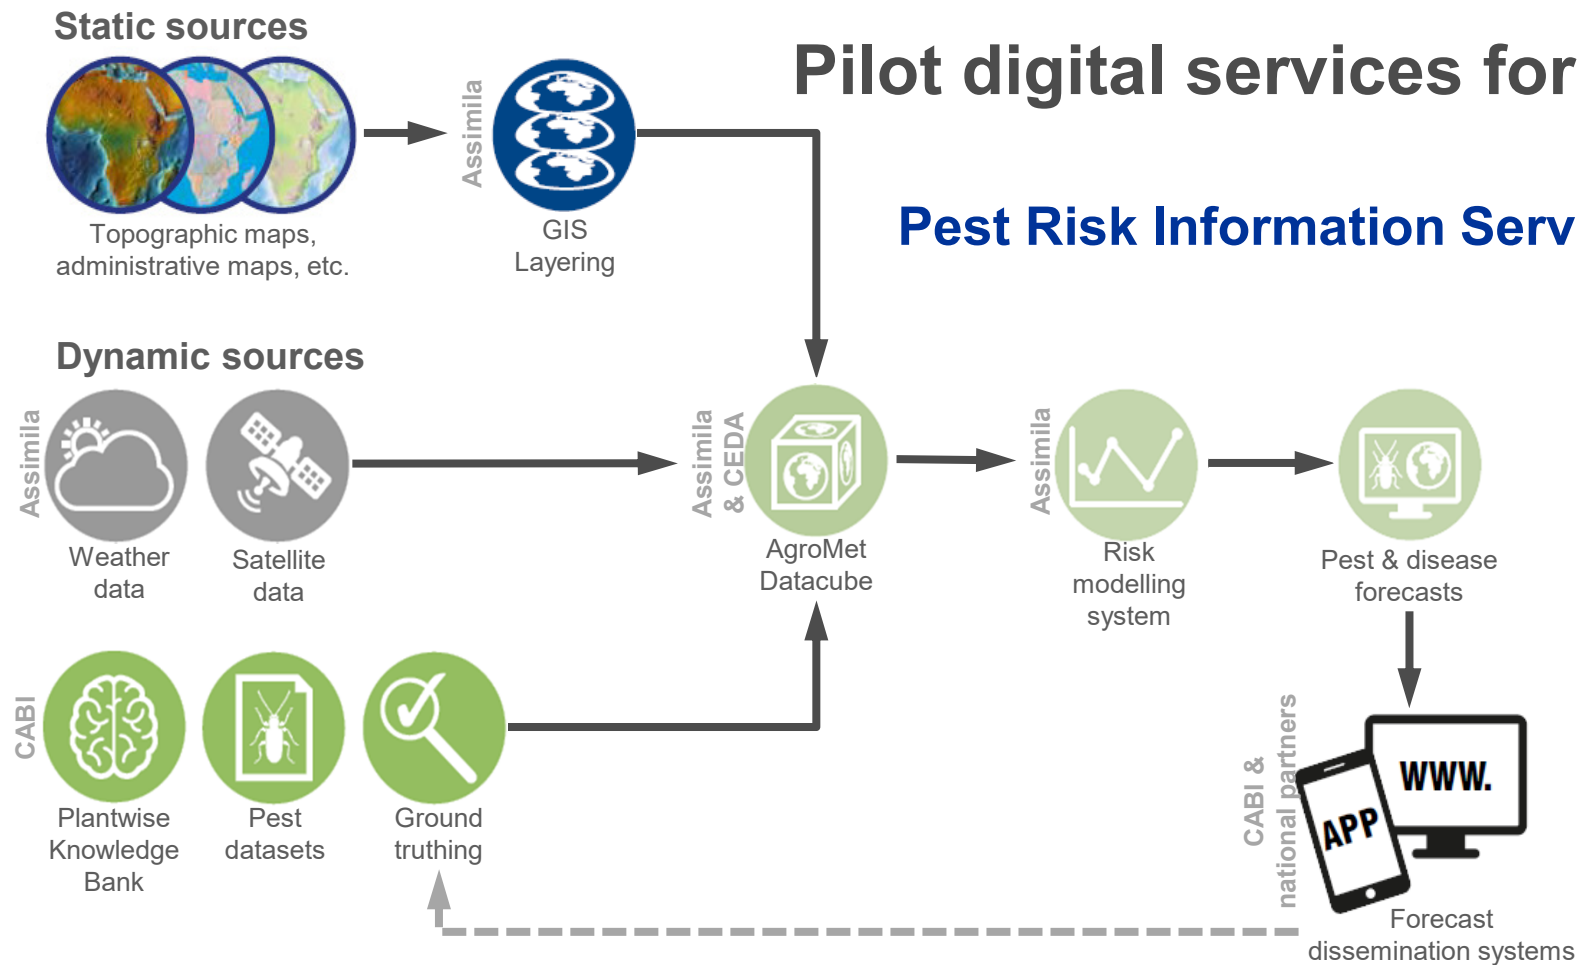 Static sources
Pilot digital services for
Assimila
Topographic maps,
administrative maps, etc.
GIS
Layering
Pest Risk Information Serv
Dynamic sources
Assimila
Weather
data
Satellite
data
Assimila
& CEDA
AgroMet
Datacube
Assimila
Risk
modelling
system
Pest & disease
forecasts
CABI
Plantwise
Knowledge
Bank
Pest
datasets
Ground
truthing
CABI &
national partners
www.
APP
Forecast
dissemination systems